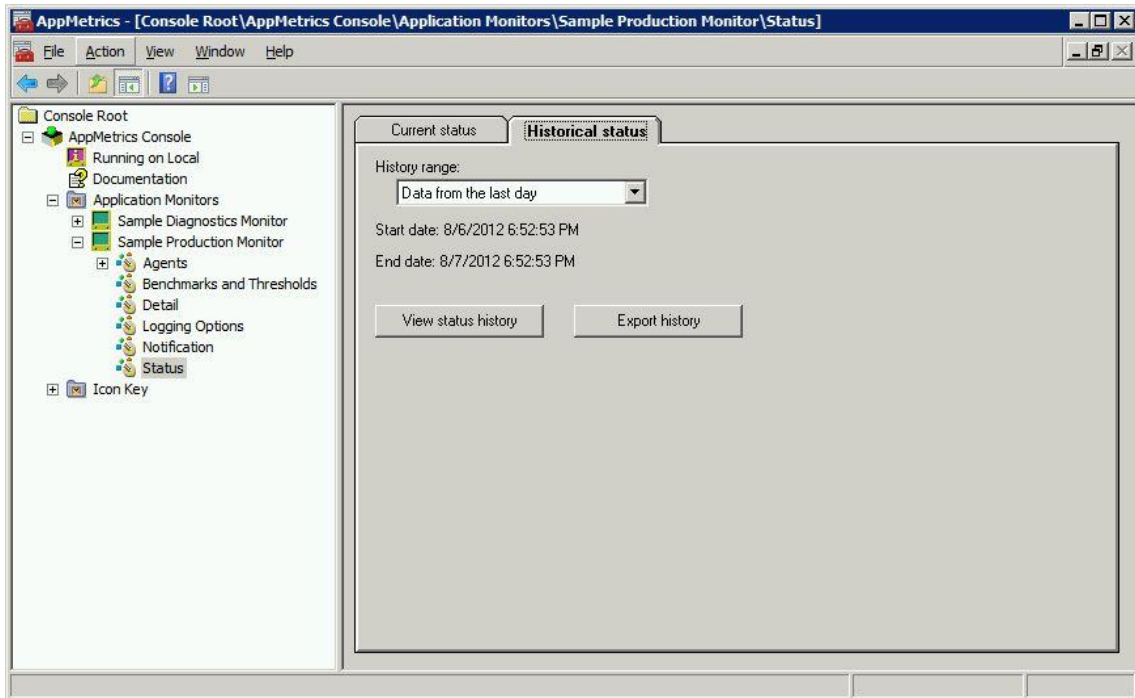 AppMetrics - [Console Root\AppMetrics Console\Application Monitors\Sample Production Monitor\Status]
File Action View Window Help
Console Root
AppMetrics Console
Running on Local
Documentation
Application Monitors
Sample Diagnostics Monitor
Sample Production Monitor
Agents
Benchmarks and Thresholds
Detail
Logging Options
Notification
Status
Icon Key
Current status
Historical status
History range:
Data from the last day
Start date: 8/6/2012 6:52:53 PM
End date: 8/7/2012 6:52:53 PM
View status history
Export history